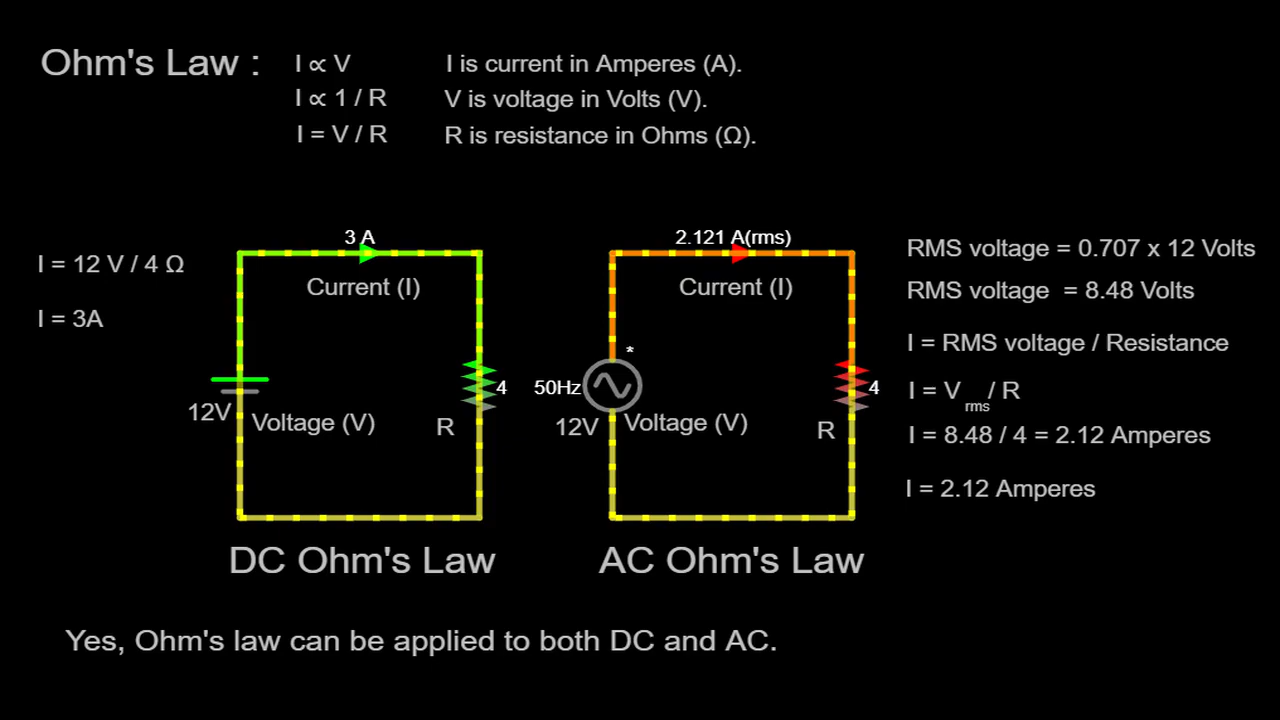 Ohm's Law :
I ∝ V
I ∝ 1 / R
I = V / R
I is current in Amperes (A).
V is voltage in Volts (V).
R is resistance in Ohms (Ω).
I = 12 V / 4 Ω
I = 3A
3 A
Current (I)
12V
Voltage (V)
4
R
DC Ohm's Law
2.121 A(rms)
Current (I)
*
50Hz
12V
Voltage (V)
4
R
AC Ohm's Law
RMS voltage = 0.707 x 12 Volts
RMS voltage = 8.48 Volts
I = RMS voltage / Resistance
I = V rms / R
I = 8.48 / 4 = 2.12 Amperes
I = 2.12 Amperes
Yes, Ohm's law can be applied to both DC and AC.